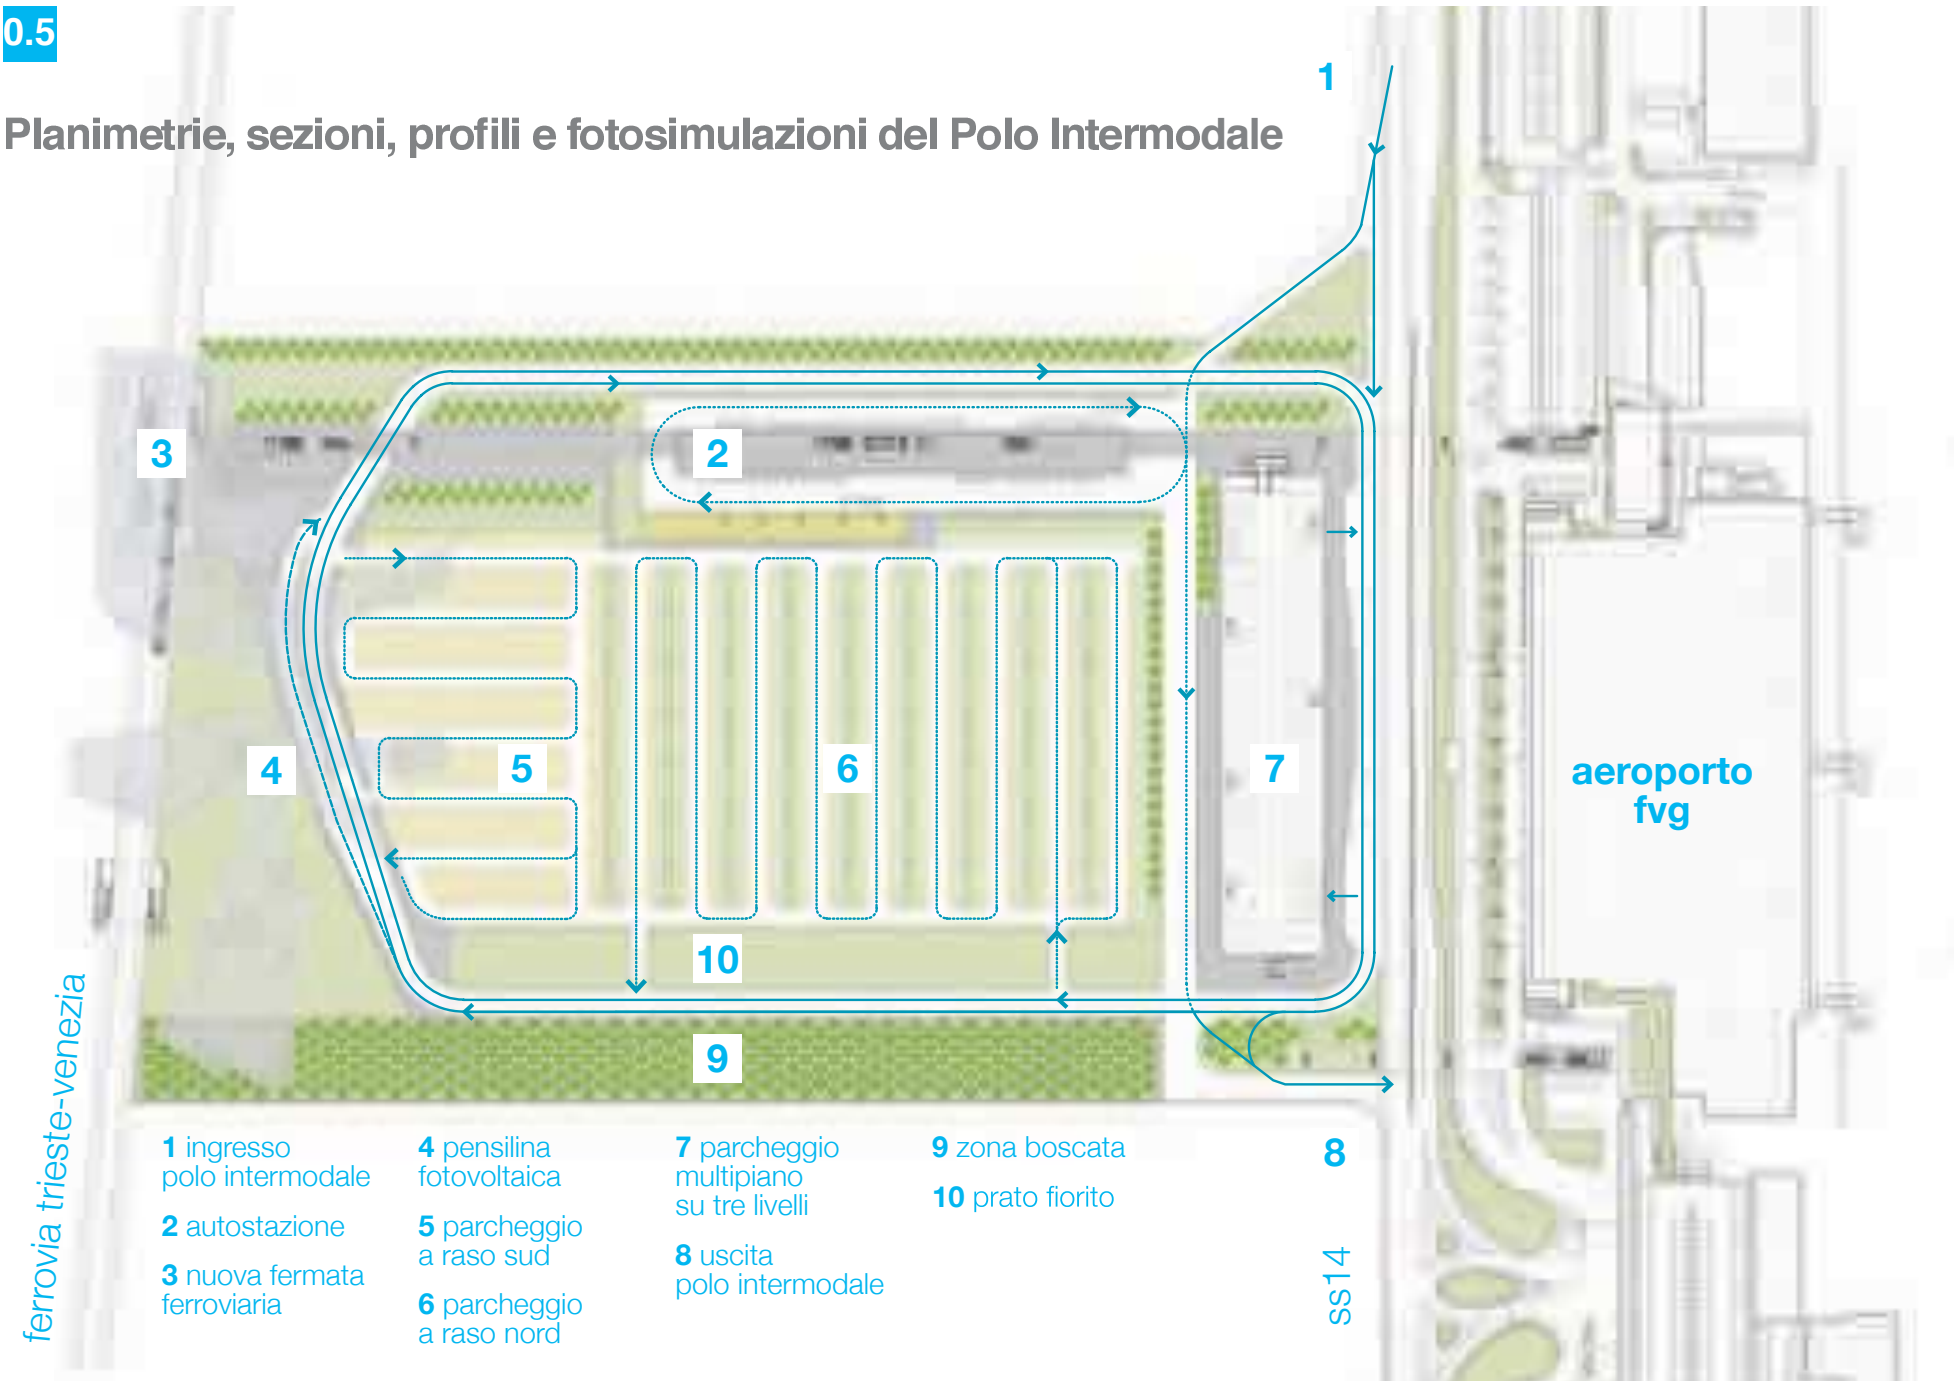 0.5
1
Planimetrie, sezioni, profili e fotosimulazioni del Polo Intermodale
3
2
4
5
6
7
aeroporto
fvg
10
9
ferrovia trieste-venezia
1 ingresso
polo intermodale
2 autostazione
3 nuova fermata
ferroviaria
4 pensilina
fotovoltaica
5 parcheggio
a raso sud
6 parcheggio
a raso nord
7 parcheggio
multipiano
su tre livelli
8 uscita
polo intermodale
9 zona boscata
10 prato fiorito
8
ss14